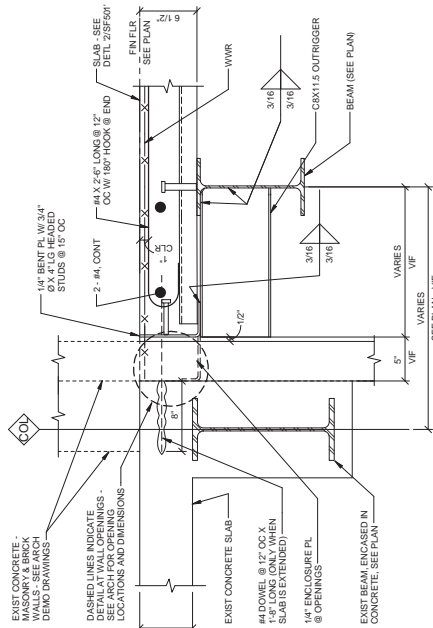 EXIST CONCRETE -
MASONRY & BRICK
WALLS - SEE ARCH
DEMO DRAWINGS
DASHED LINES INDICATE
DETAIL AT WALL OPENINGS -
SEE ARCH FOR OPENING
LOCATIONS AND DIMENSIONS
EXIST CONCRETE SLAB
#4 DOWEL @ 12" OC X
1'-8" LONG (ONLY WHEN
SLAB IS EXTENDED)
1/4" ENCLOSURE PL
@ OPENINGS
EXIST BEAM, ENCASED IN
CONCRETE, SEE PLAN
COL
8"
1/4" BENT PL W/ 3/4"
Ø X 4" LG HEADED
STUDS @ 15" OC
2 - #4, CONT
1"
CLR
#4 X 2'-6" LONG @ 12"
OC W/ 180° HOOK @ END
SLAB - SEE
DETL 2/SF501
FIN FLR
SEE PLAN
6 1/2"
WWR
1/2"
3/16
3/16
3/16
3/16
C8X11.5 OUTRIGGER
BEAM (SEE PLAN)
5"
VIF
VARIES
VIF
VARIES